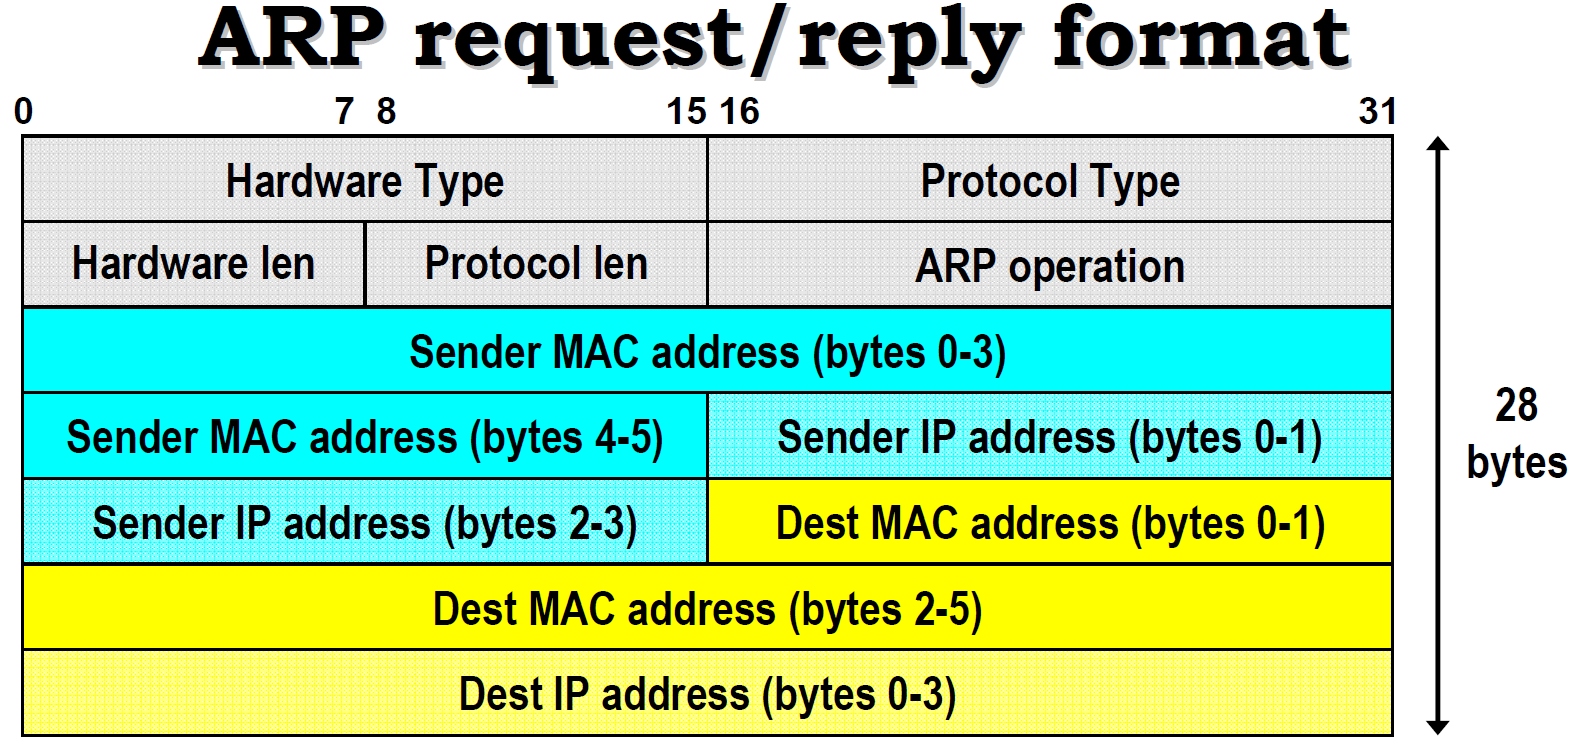 ARP request/reply format
0 7 8 15 16 31
Hardware Type Protocol Type
Hardware len Protocol len ARP operation
Sender MAC address (bytes 0-3)
Sender MAC address (bytes 4-5) Sender IP address (bytes 0-1)
Sender IP address (bytes 2-3) Dest MAC address (bytes 0-1)
Dest MAC address (bytes 2-5)
Dest IP address (bytes 0-3)
28
bytes